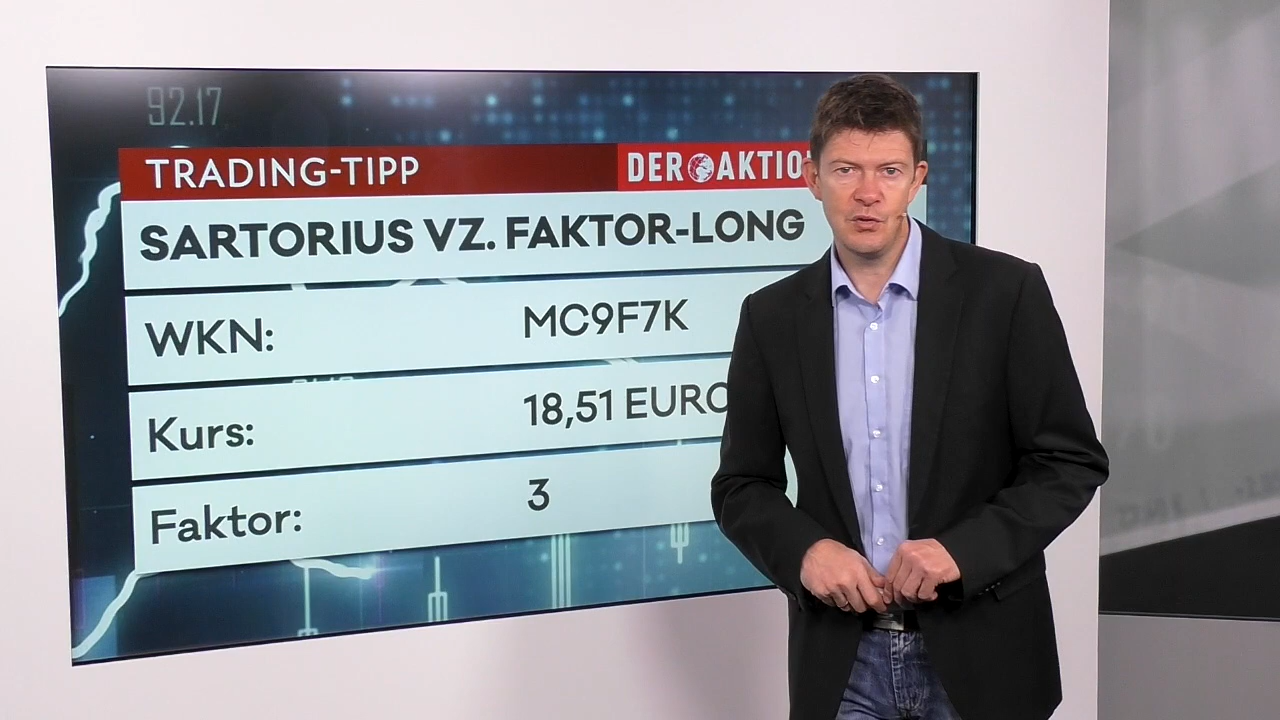 92.17
TRADING-TIPP
DER AKTIO
SARTORIUS VZ. FAKTOR-LONG
WKN: MC9F7K
Kurs: 18,51 EURO
Faktor: 3